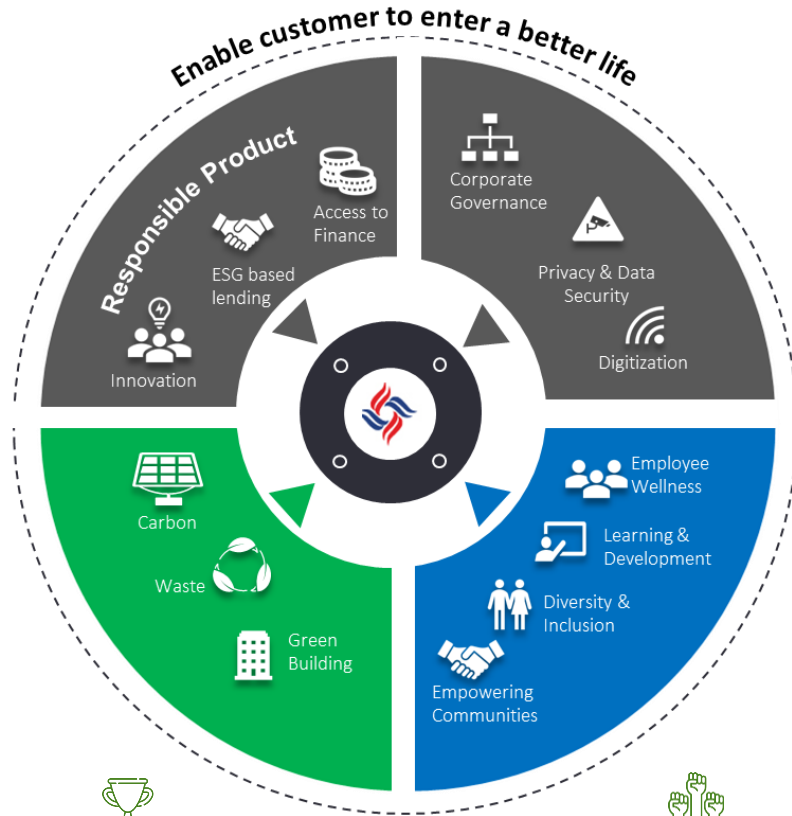 Enable customer to enter a better life
Responsible Product
Access to
Finance
ESG based
lending
Innovation
Corporate
Governance
Privacy & Data
Security
Digitization
Carbon
Waste
Green
Building
Employee
Wellness
Learning &
Development
Diversity &
Inclusion
Empowering
Communities